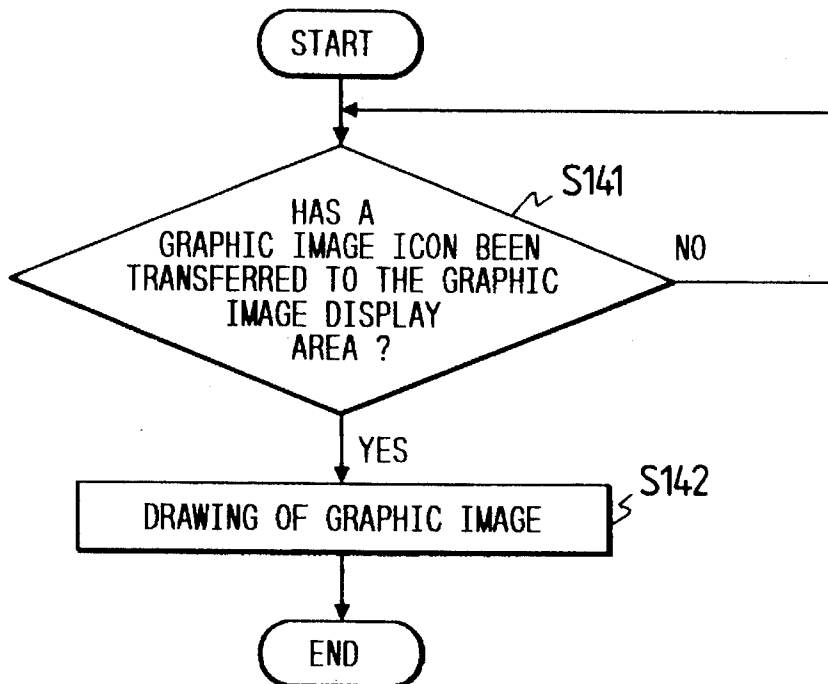 START
S141
HAS A
GRAPHIC IMAGE ICON BEEN
TRANSFERRED TO THE GRAPHIC
IMAGE DISPLAY
AREA ?
NO
YES
S142
DRAWING OF GRAPHIC IMAGE
END